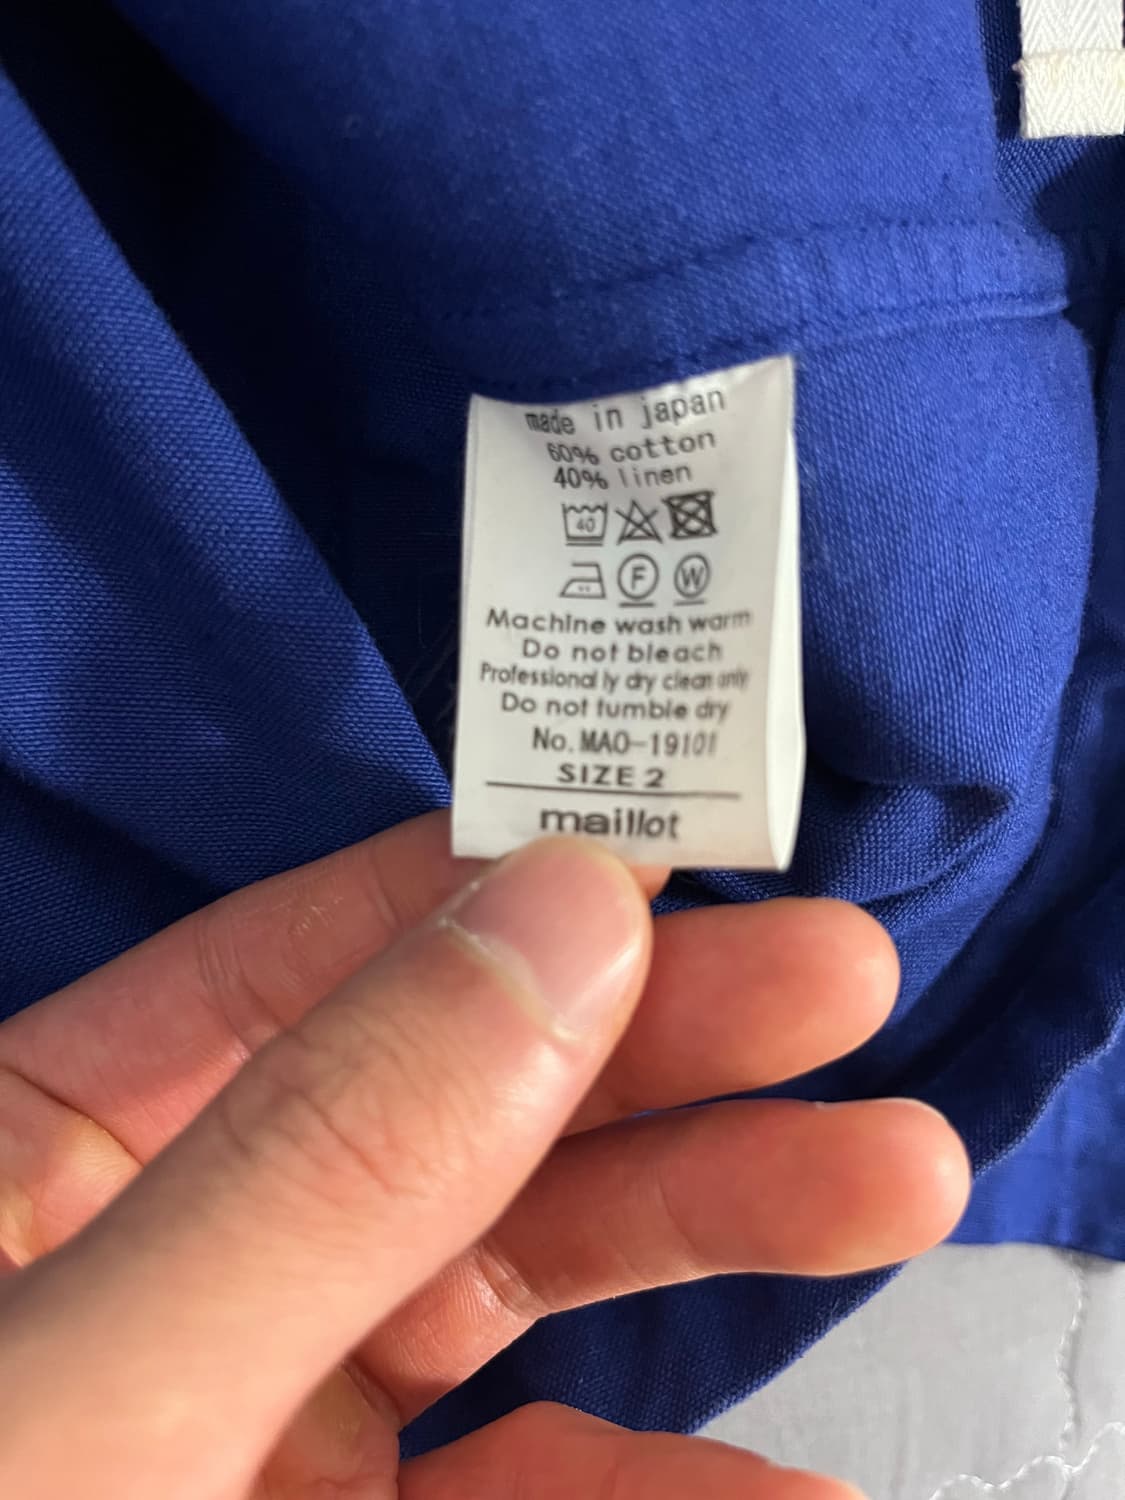 made in japan
60% cotton
40% linen
40
F W
Machine wash warm
Do not bleach
Professionally dry clean only
Do not tumble dry
No.MAO-19101
SIZE 2
maillot